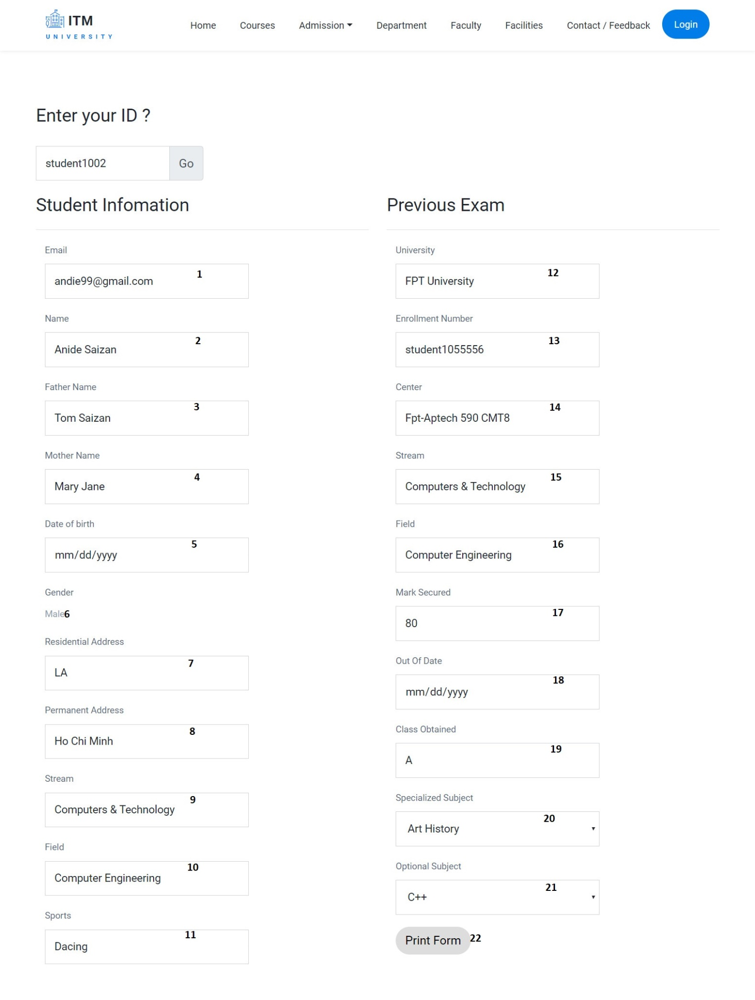 ITM
UNIVERSITY
Home Courses Admission Department Faculty Facilities Contact / Feedback Login
Enter your ID ?
student1002 Go
Student Infomation
Email
andie99@gmail.com 1
Name
Anide Saizan 2
Father Name
Tom Saizan 3
Mother Name
Mary Jane 4
Date of birth
mm/dd/yyyy 5
Gender
Male6
Residential Address
LA 7
Permanent Address
Ho Chi Minh 8
Stream
Computers & Technology 9
Field
Computer Engineering 10
Sports
Dacing 11
Previous Exam
University
FPT University 12
Enrollment Number
student1055556 13
Center
Fpt-Aptech 590 CMT8 14
Stream
Computers & Technology 15
Field
Computer Engineering 16
Mark Secured
80 17
Out Of Date
mm/dd/yyyy 18
Class Obtained
A 19
Specialized Subject
Art History 20
Optional Subject
C++ 21
Print Form 22